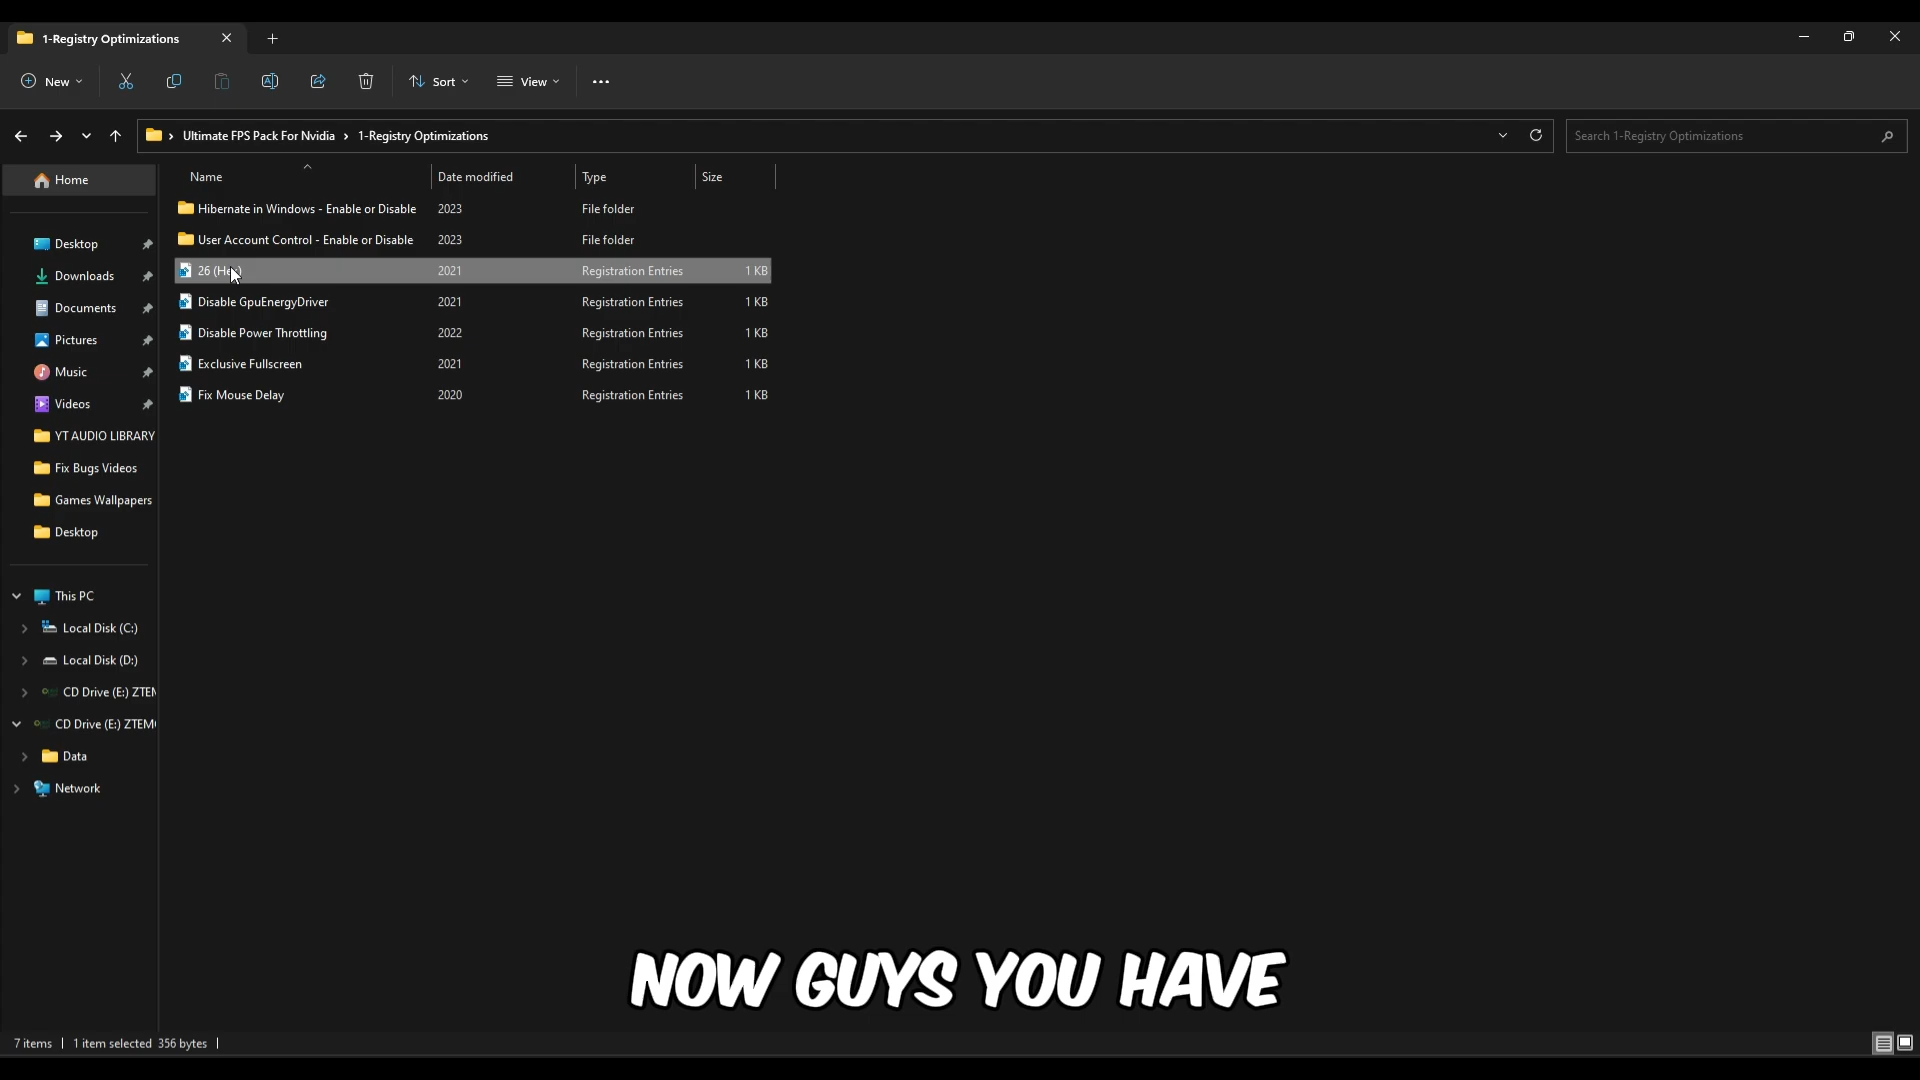 1-Registry Optimizations
New
Sort
View
Ultimate FPS Pack For Nvidia
1-Registry Optimizations
Search 1-Registry Optimizations
Home
Desktop
Downloads
Documents
Pictures
Music
Videos
YT AUDIO LIBRARY
Fix Bugs Videos
Games Wallpapers
Desktop
This PC
Local Disk (C:)
Local Disk (D:)
CD Drive (E:)
CD Drive (E:)
Data
Network
Name Date modified Type Size
Hibernate in Windows - Enable or Disable 2023 File folder
User Account Control - Enable or Disable 2023 File folder
26 2021 Registration Entries 1 KB
Disable GpuEnergyDriver 2021 Registration Entries 1 KB
Disable Power Throttling 2022 Registration Entries 1 KB
Exclusive Fullscreen 2021 Registration Entries 1 KB
Fix Mouse Delay 2020 Registration Entries 1 KB
NOW GUYS YOU HAVE
7 items 1 item selected 356 bytes